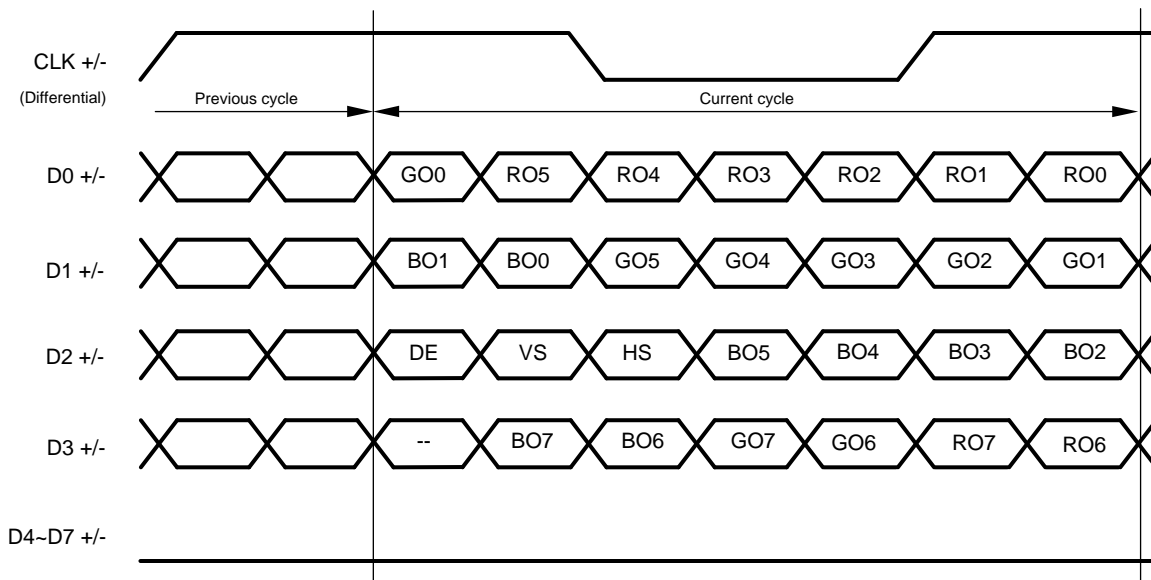 CLK +/-
(Differential)
Previous cycle
Current cycle
D0 +/-
GO0 RO5 RO4 RO3 RO2 RO1 RO0
D1 +/-
BO1 BO0 GO5 GO4 GO3 GO2 GO1
D2 +/-
DE VS HS BO5 BO4 BO3 BO2
D3 +/-
-- BO7 BO6 GO7 GO6 RO7 RO6
D4~D7 +/-